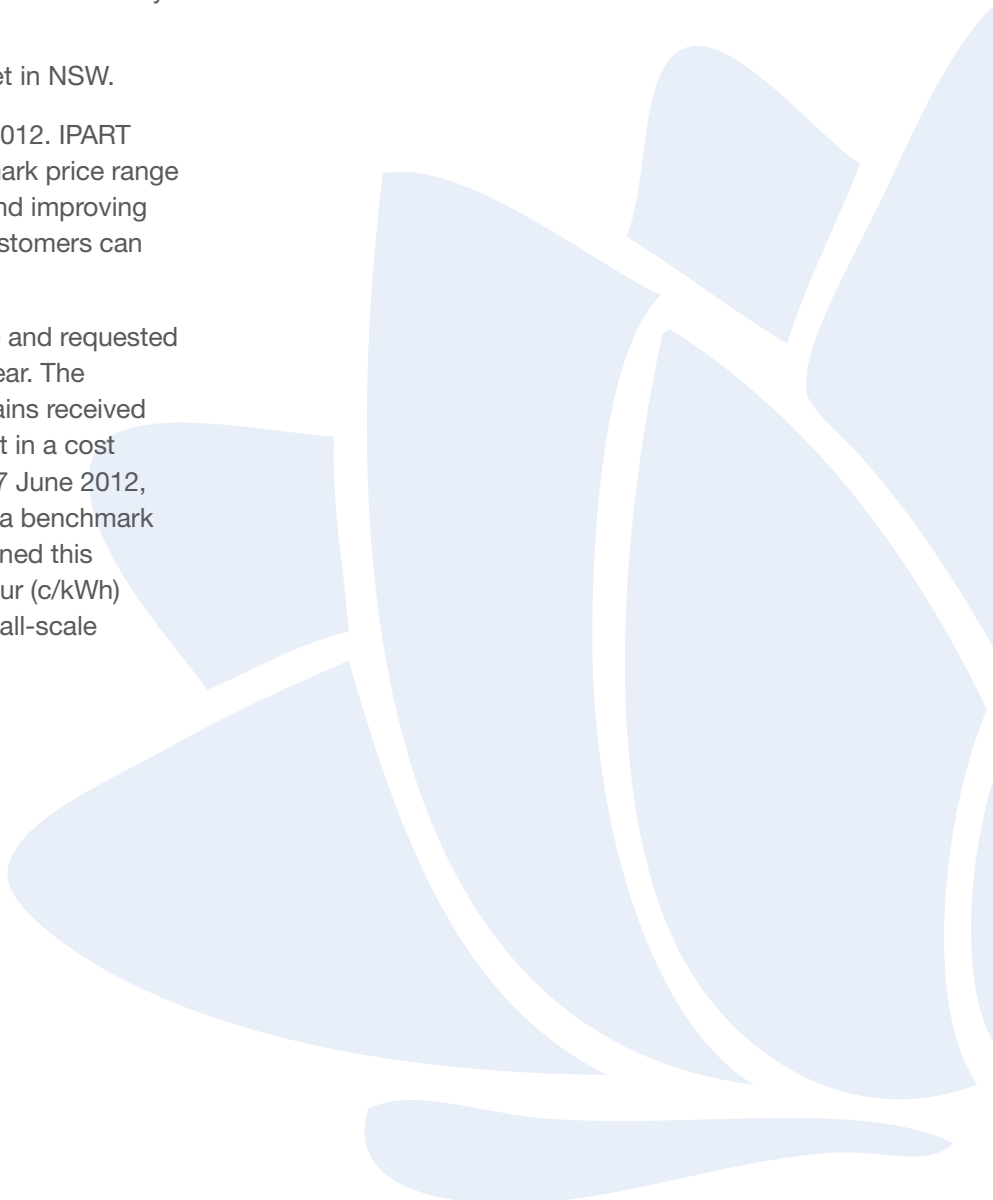 et in NSW.
012. IPART
ark price range
nd improving
stomers can
and requested
ear. The
ains received
t in a cost
7 June 2012,
a benchmark
ned this
ur (c/kWh)
all-scale